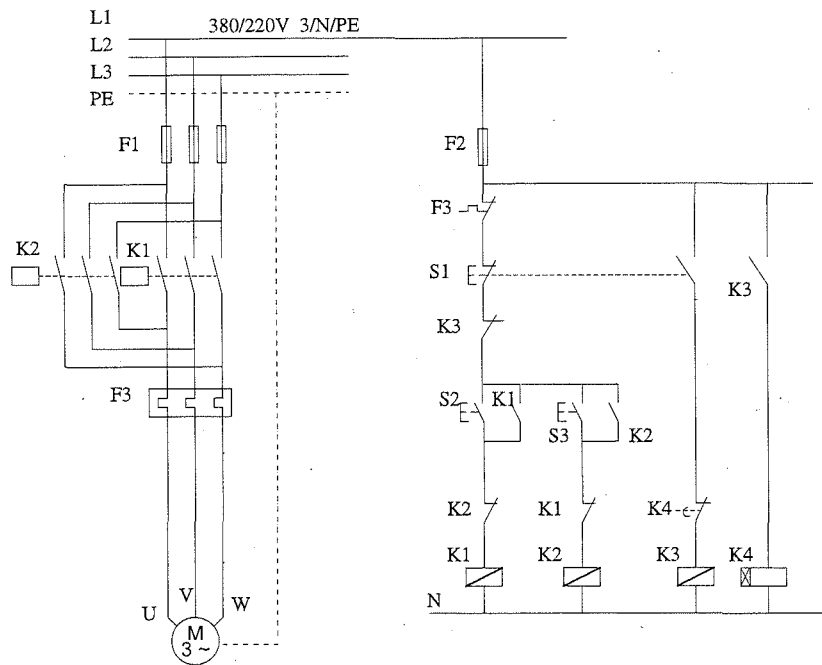 L1
380/220V 3/N/PE
L2
L3
PE
F1
F2
F3
K2
K1
S1
K3
K3
F3
S2
K1
S3
K2
K2
K1
K4
K1
K2
K3
K4
N
U
V
W
M
3 ~